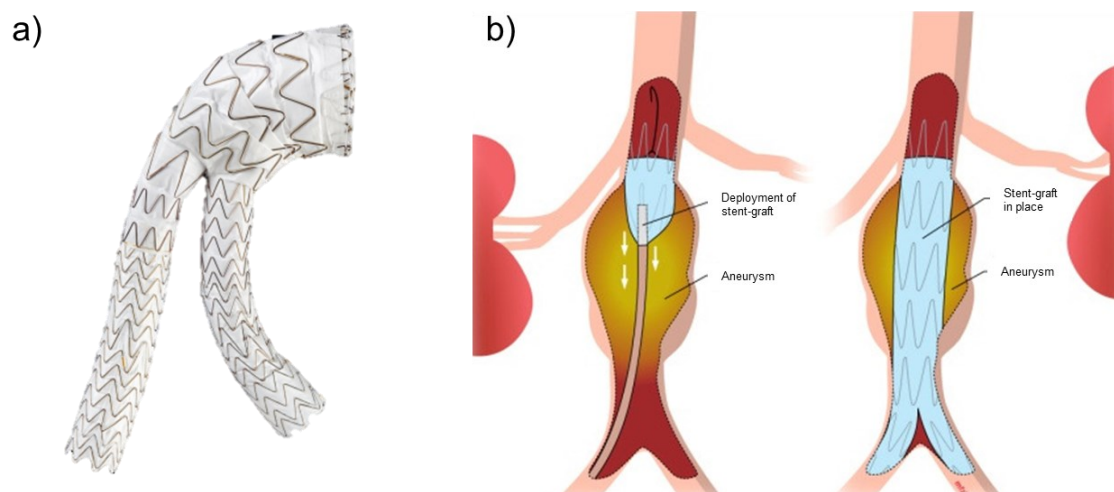 a)
b)
Deployment of
stent-graft
Aneurysm
Stent-graft
in place
Aneurysm